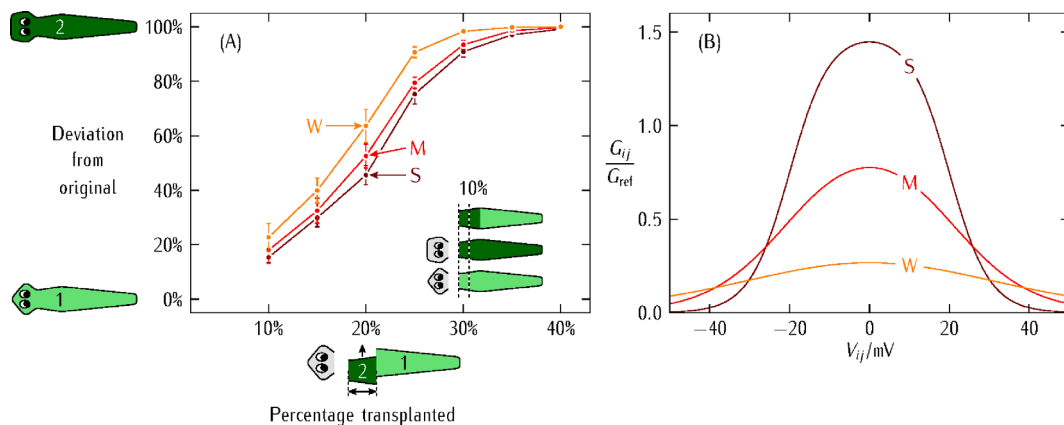 2
Deviation
from
original
1
(A)
100%
80%
60%
40%
20%
0%
W
M
S
10%
10%
20%
30%
40%
2
1
Percentage transplanted
(B)
1.5
1.0
0.5
0.0
G_ij
G_ref
S
M
W
−40
−20
0
20
40
V_ij/mV